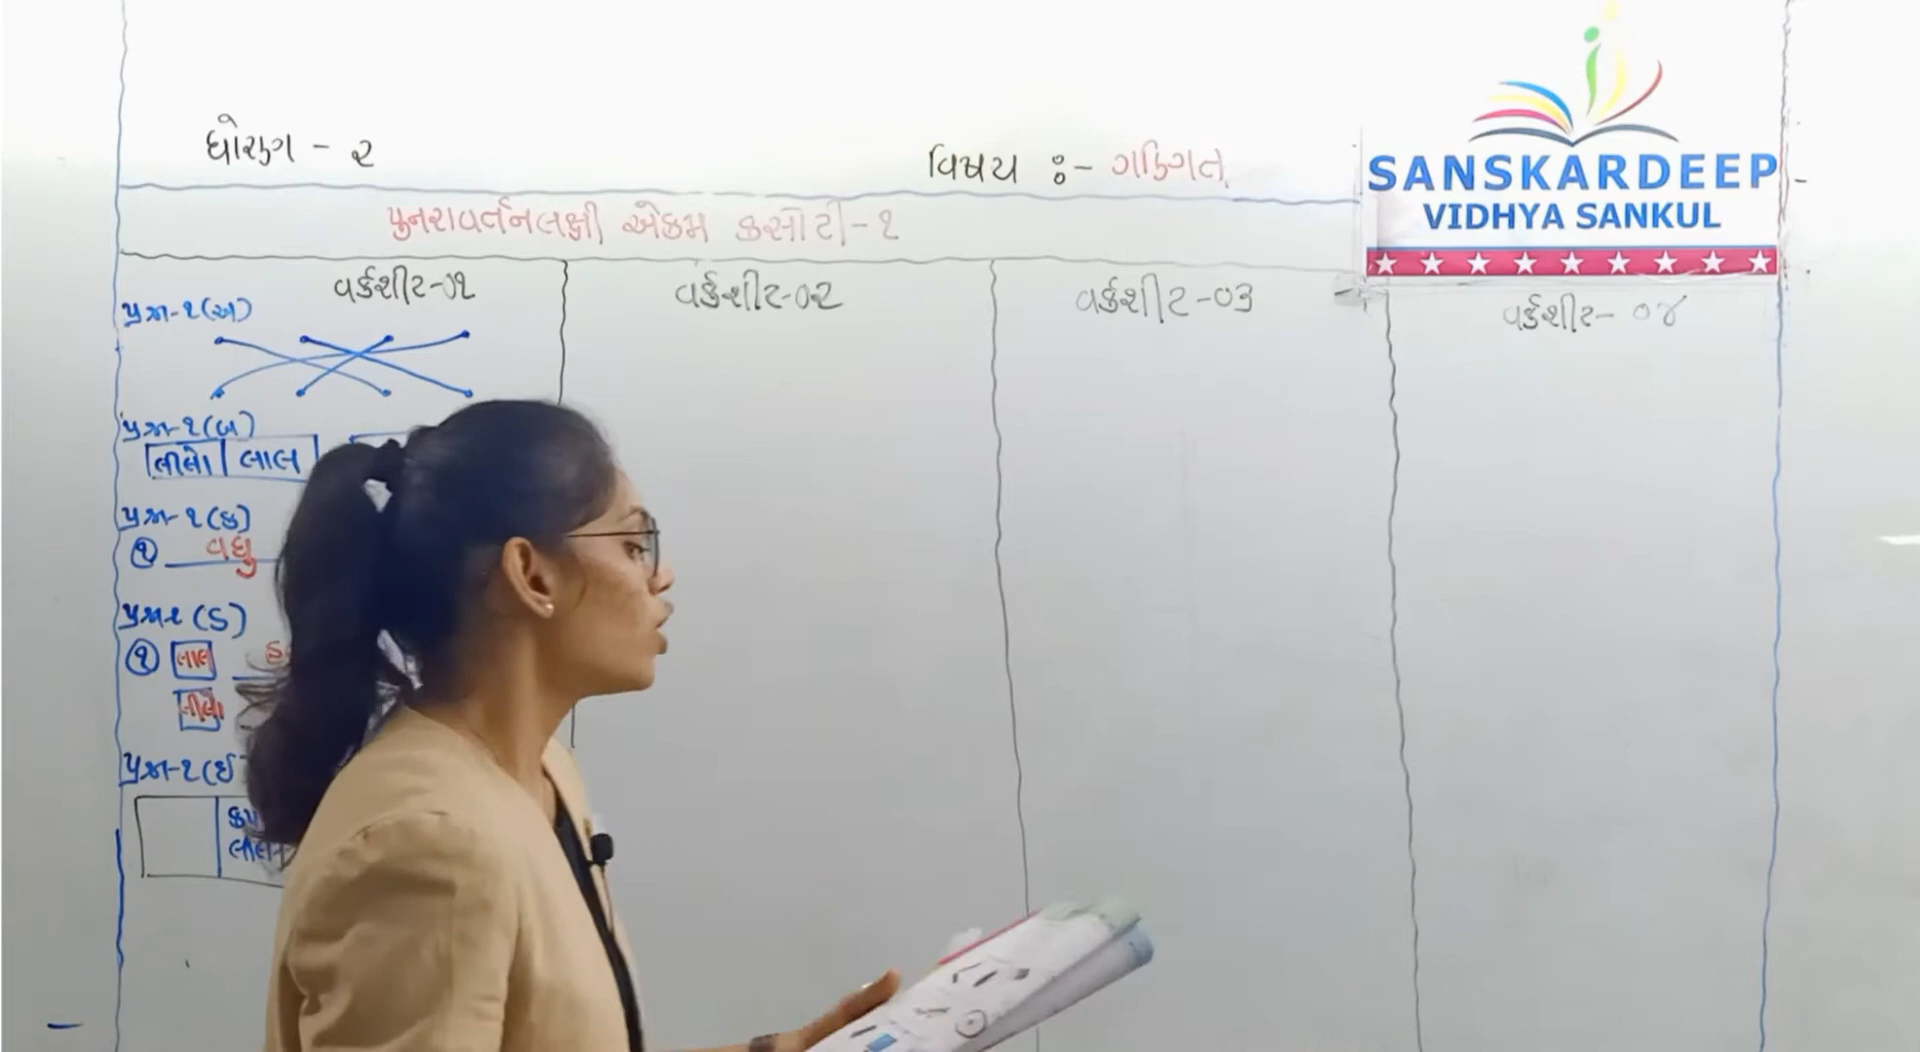 ધોરણ - ૨
વિષય :- ગણિત
SANSKARDEEP
VIDHYA SANKUL
પુનરાવર્તનલક્ષી એકમ કસોટી - ૧
વર્કશીટ-૦૧
વર્કશીટ-૦૨
વર્કશીટ-૦૩
વર્કશીટ-૦૪
પ્રશ્ન-૧(અ)
પ્રશ્ન-૧(બ)
લીલો લાલ
પ્રશ્ન-૧(ક)
૧ વધુ
પ્રશ્ન-૧(ડ)
૧ લાલ
લીલો
પ્રશ્ન-૧(ઈ